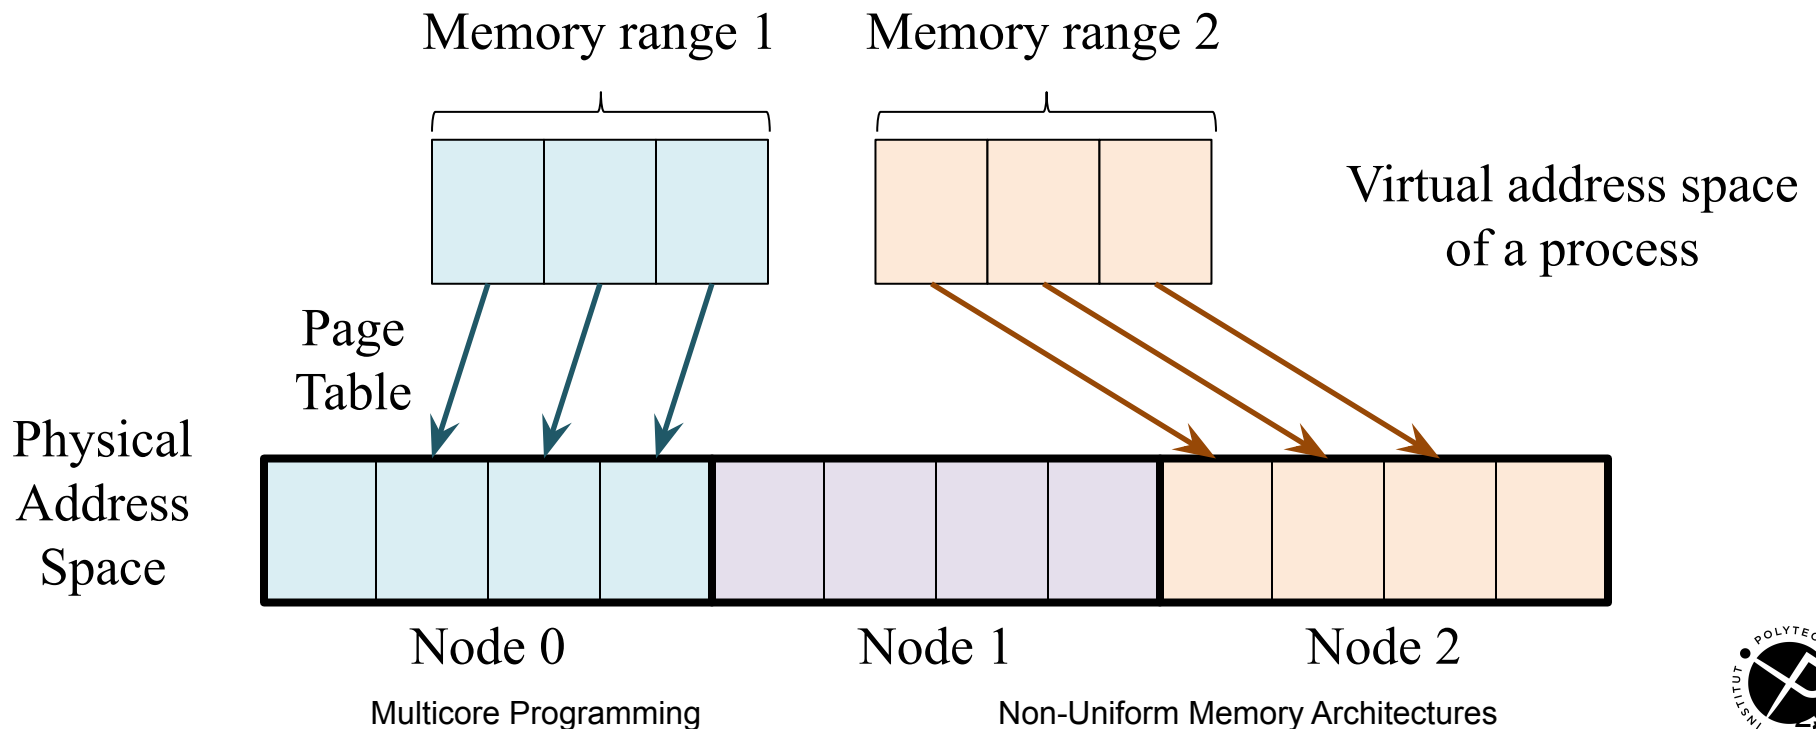 Memory range 1
Memory range 2
Virtual address space
of a process
Page
Table
Physical
Address
Space
Node 0
Node 1
Node 2
Multicore Programming
Non-Uniform Memory Architectures
INSTITUT